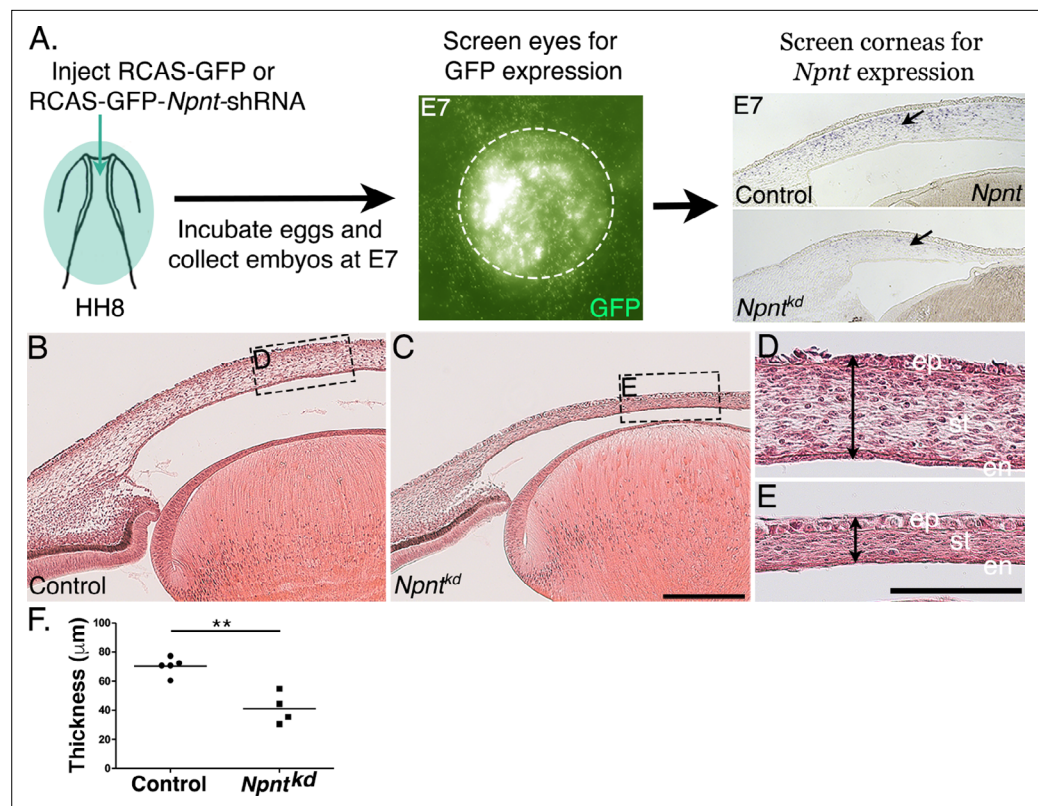 A.
Inject RCAS-GFP or
RCAS-GFP-Npnt-shRNA
HH8
Incubate eggs and
collect embyos at E7
Screen eyes for
GFP expression
E7
GFP
Screen corneas for
Npnt expression
E7
Control
Npnt
Npntkd
B
D
Control
C
E
Npntkd
D
ep
st
en
E
ep
st
en
F.
Thickness (μm)
100
80
60
40
20
0
**
Control
Npntkd